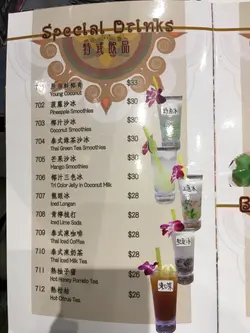 Special Drinks
特式飲品
Young Coconut $33
702 菠蘿沙冰 $30
Pineapple Smoothies
703 椰汁沙冰 $30
Coconut Smoothies
704 泰式綠茶沙冰 $30
Thai Green Tea Smoothies
705 芒果沙冰 $30
Mango Smoothies
706 椰汁三色冰 $30
Tri Color Jelly in Coconut Milk
707 龍眼冰 $28
Iced Longan
708 青檸梳打 $28
Iced Lime Soda
709 泰式凍咖啡 $28
Thai Iced Coffee
710 泰式凍奶茶 $28
Thai Iced Milk Tea
711 熱柚子蜜 $26
Hot Honey Pomelo Tea
712 熱柑桔 $26
Hot Citrus Tea